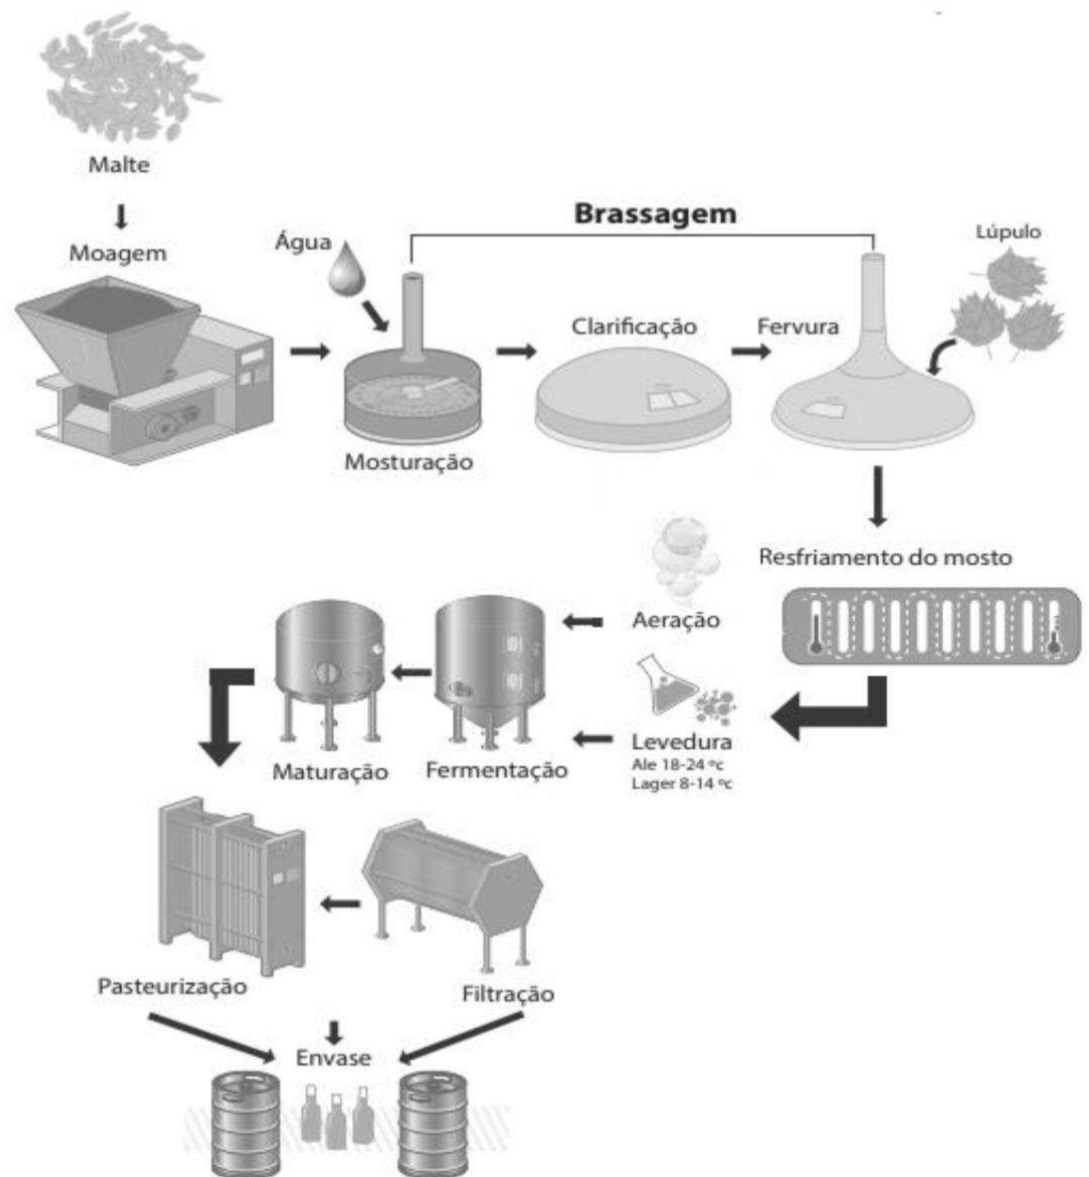 Malte
Moagem
Brassagem
Água
Lúpulo
Clarificação
Fervura
Mosturação
Resfriamento do mosto
Aeração
Levedura
Ale 18-24 ºc
Lager 8-14 ºc
Maturação
Fermentação
Pasteurização
Filtração
Envase